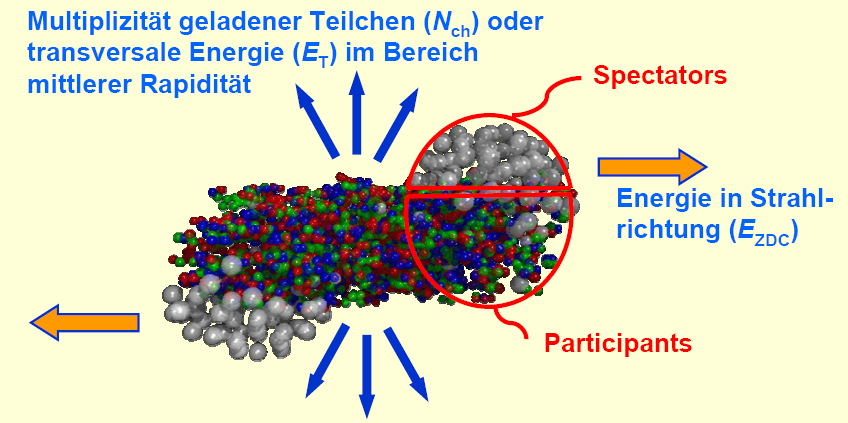 Multiplizität geladener Teilchen (Nch) oder
transversale Energie (ET) im Bereich
mittlerer Rapidität
Spectators
Energie in Strahl-
richtung (EZDC)
Participants